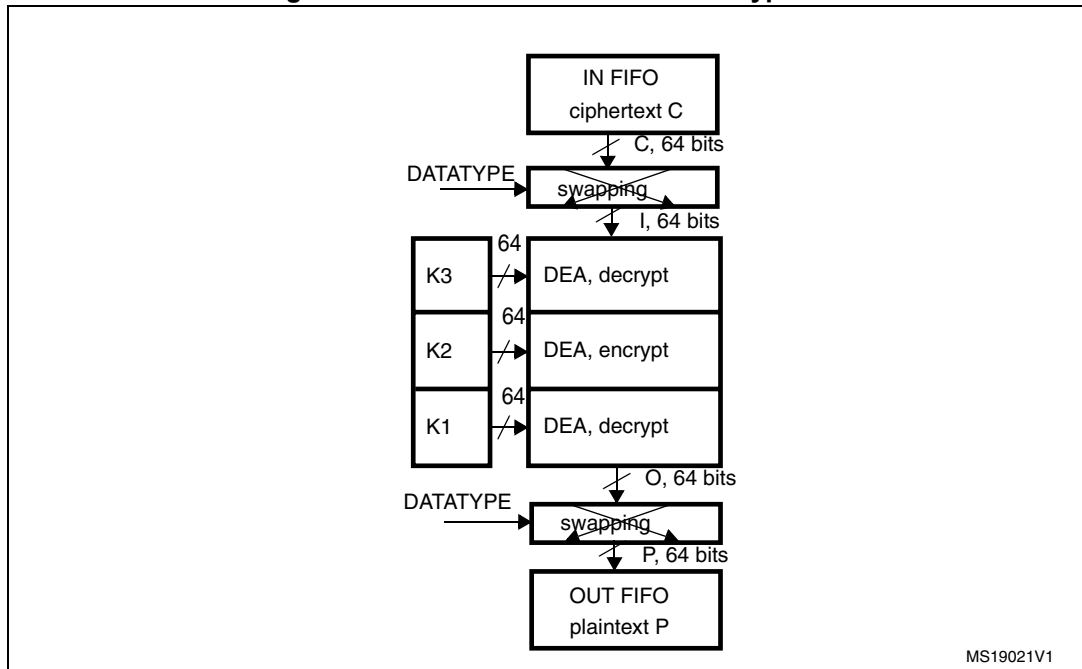 IN FIFO
ciphertext C
C, 64 bits
DATATYPE
swapping
I, 64 bits
64
K3
DEA, decrypt
64
K2
DEA, encrypt
64
K1
DEA, decrypt
O, 64 bits
DATATYPE
swapping
P, 64 bits
OUT FIFO
plaintext P
MS19021V1